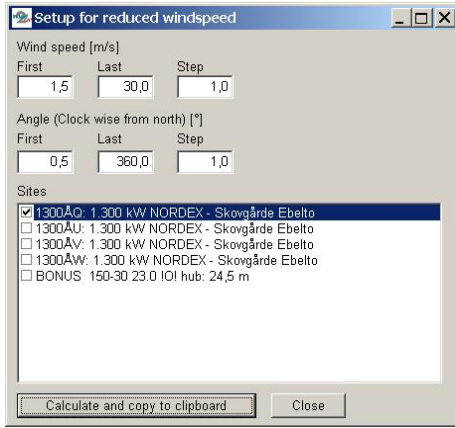 Setup for reduced windspeed
Wind speed [m/s]
First Last Step
1,5 30,0 1,0
Angle (Clock wise from north) [°]
First Last Step
0,5 360,0 1,0
Sites
1300ÅQ: 1.300 kW NORDEX - Skovgårde Ebelto
1300ÅU: 1.300 kW NORDEX - Skovgårde Ebelto
1300ÅV: 1.300 kW NORDEX - Skovgårde Ebelto
1300ÅW: 1.300 kW NORDEX - Skovgårde Ebelto
BONUS 150-30 23.0 !O! hub: 24,5 m
Calculate and copy to clipboard Close